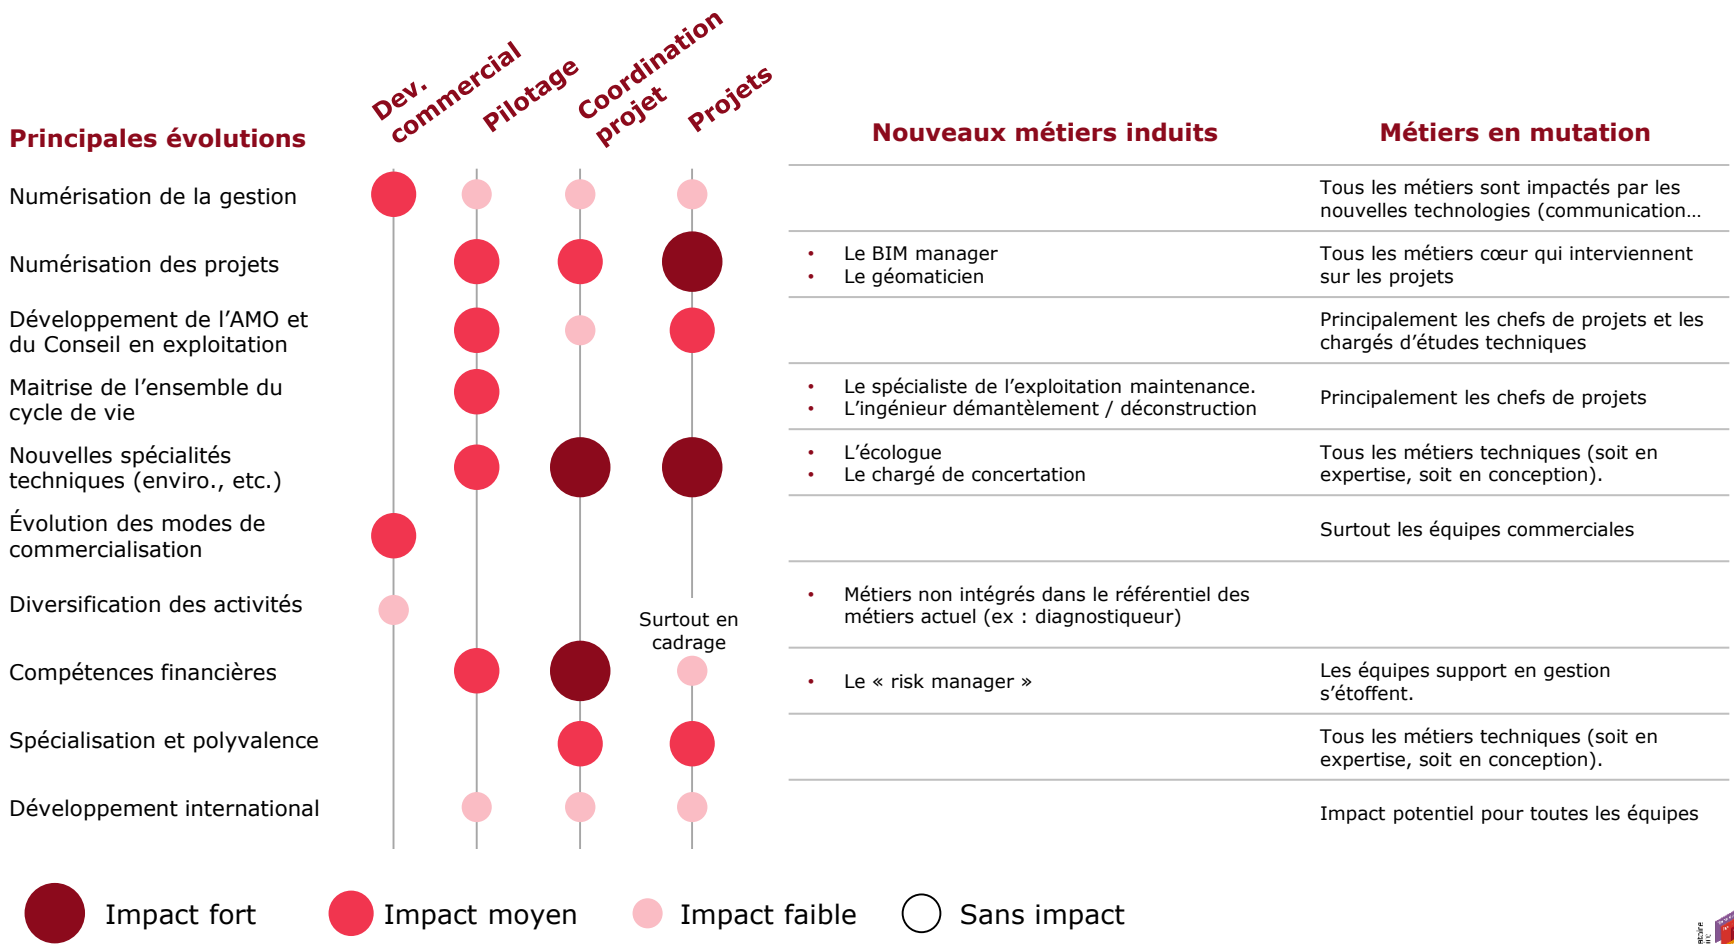 Dev.
commercial
Pilotage
Coordination
projet
Projets
Principales évolutions
Nouveaux métiers induits
Métiers en mutation
Numérisation de la gestion
Tous les métiers sont impactés par les
nouvelles technologies (communication…
Numérisation des projets
• Le BIM manager
• Le géomaticien
Tous les métiers cœur qui interviennent
sur les projets
Développement de l’AMO et
du Conseil en exploitation
Principalement les chefs de projets et les
chargés d’études techniques
Maitrise de l’ensemble du
cycle de vie
• Le spécialiste de l’exploitation maintenance.
• L’ingénieur démantèlement / déconstruction
Principalement les chefs de projets
Nouvelles spécialités
techniques (enviro., etc.)
• L’écologue
• Le chargé de concertation
Tous les métiers techniques (soit en
expertise, soit en conception).
Évolution des modes de
commercialisation
Surtout les équipes commerciales
Diversification des activités
Surtout en
cadrage
• Métiers non intégrés dans le référentiel des
métiers actuel (ex : diagnostiqueur)
Compétences financières
• Le « risk manager »
Les équipes support en gestion
s’étoffent.
Spécialisation et polyvalence
Tous les métiers techniques (soit en
expertise, soit en conception).
Développement international
Impact potentiel pour toutes les équipes
Impact fort
Impact moyen
Impact faible
Sans impact